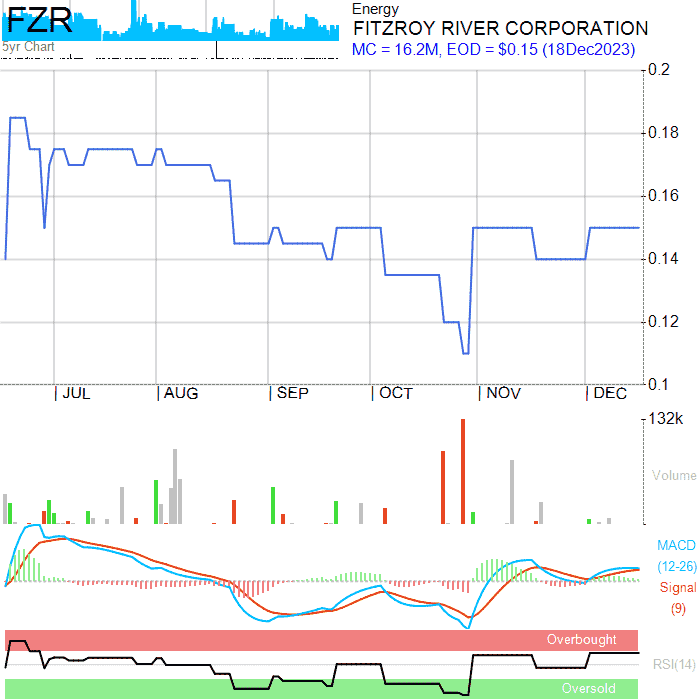 FZR
5yr Chart
Energy
FITZROY RIVER CORPORATION
MC = 16.2M, EOD = $0.15 (18Dec2023)
0.2
0.18
0.16
0.14
0.12
0.1
JUL AUG SEP OCT NOV DEC
132k
Volume
MACD
(12-26)
Signal
(9)
Overbought
RSI(14)
Oversold